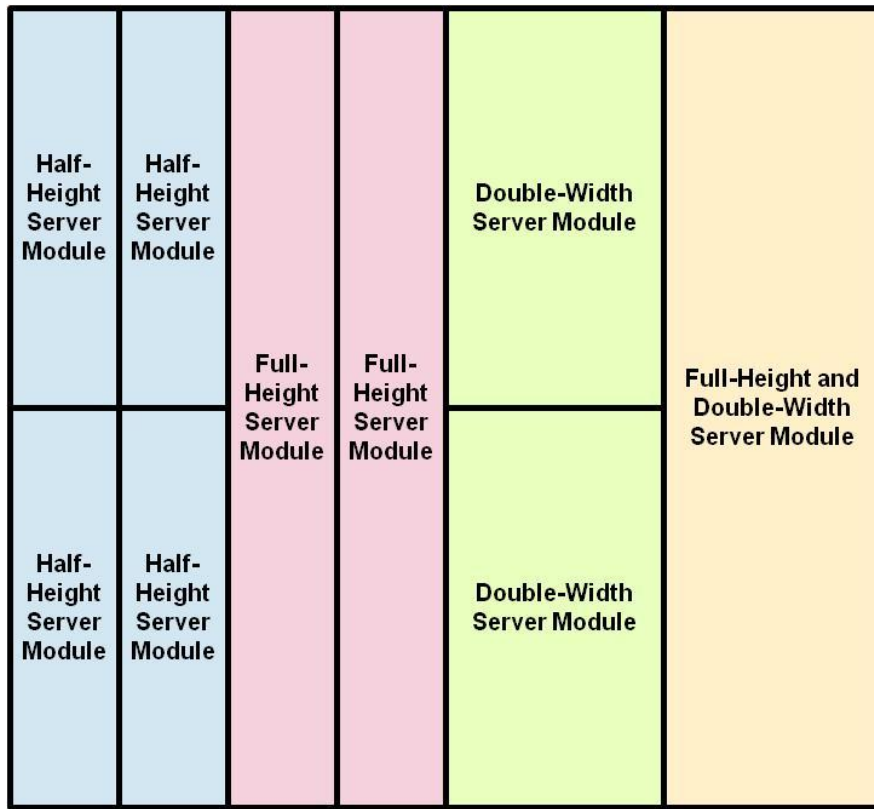 Half-
Height
Server
Module
Half-
Height
Server
Module
Full-
Height
Server
Module
Full-
Height
Server
Module
Double-Width
Server Module
Full-Height and
Double-Width
Server Module
Half-
Height
Server
Module
Half-
Height
Server
Module
Double-Width
Server Module